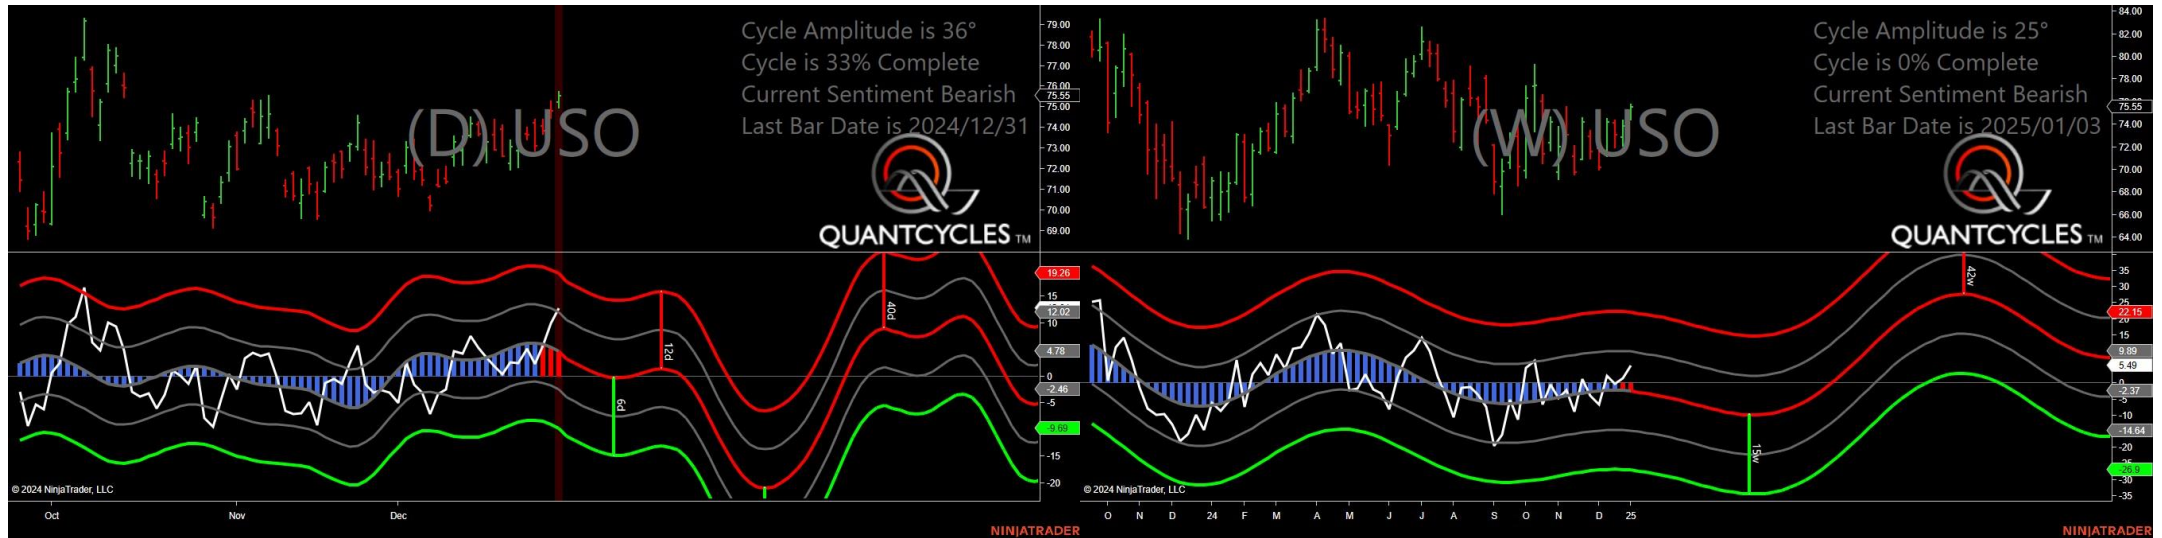 Cycle Amplitude is 36°
Cycle is 33% Complete
Current Sentiment Bearish
Last Bar Date is 2024/12/31
(D) USO
QUANTCYCLES TM
79.00
78.00
77.00
76.00
75.55
75.00
74.00
73.00
72.00
71.00
70.00
69.00
19.26
15
12.02
10
4.78
0
-2.46
-5
-9.69
-15
-20
12d
6d
40d
© 2024 NinjaTrader, LLC
Oct
Nov
Dec
NINJATRADER
Cycle Amplitude is 25°
Cycle is 0% Complete
Current Sentiment Bearish
Last Bar Date is 2025/01/03
(W) USO
QUANTCYCLES TM
84.00
82.00
80.00
78.00
75.55
74.00
72.00
70.00
68.00
66.00
64.00
35
30
22.15
20
15
9.89
5.49
-2.37
-5
-10
-14.64
-20
-26.9
-30
-35
42w
15w
© 2024 NinjaTrader, LLC
O
N
D
24
F
M
A
M
J
J
A
S
O
N
D
25
NINJATRADER